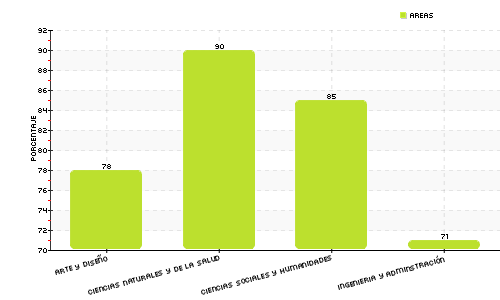 AREAS
PORCENTAJE
92
90
88
86
84
82
80
78
76
74
72
70
78
90
85
71
ARTE Y DISEÑO
CIENCIAS NATURALES Y DE LA SALUD
CIENCIAS SOCIALES Y HUMANIDADES
INGENIERIA Y ADMINSTRACIÓN